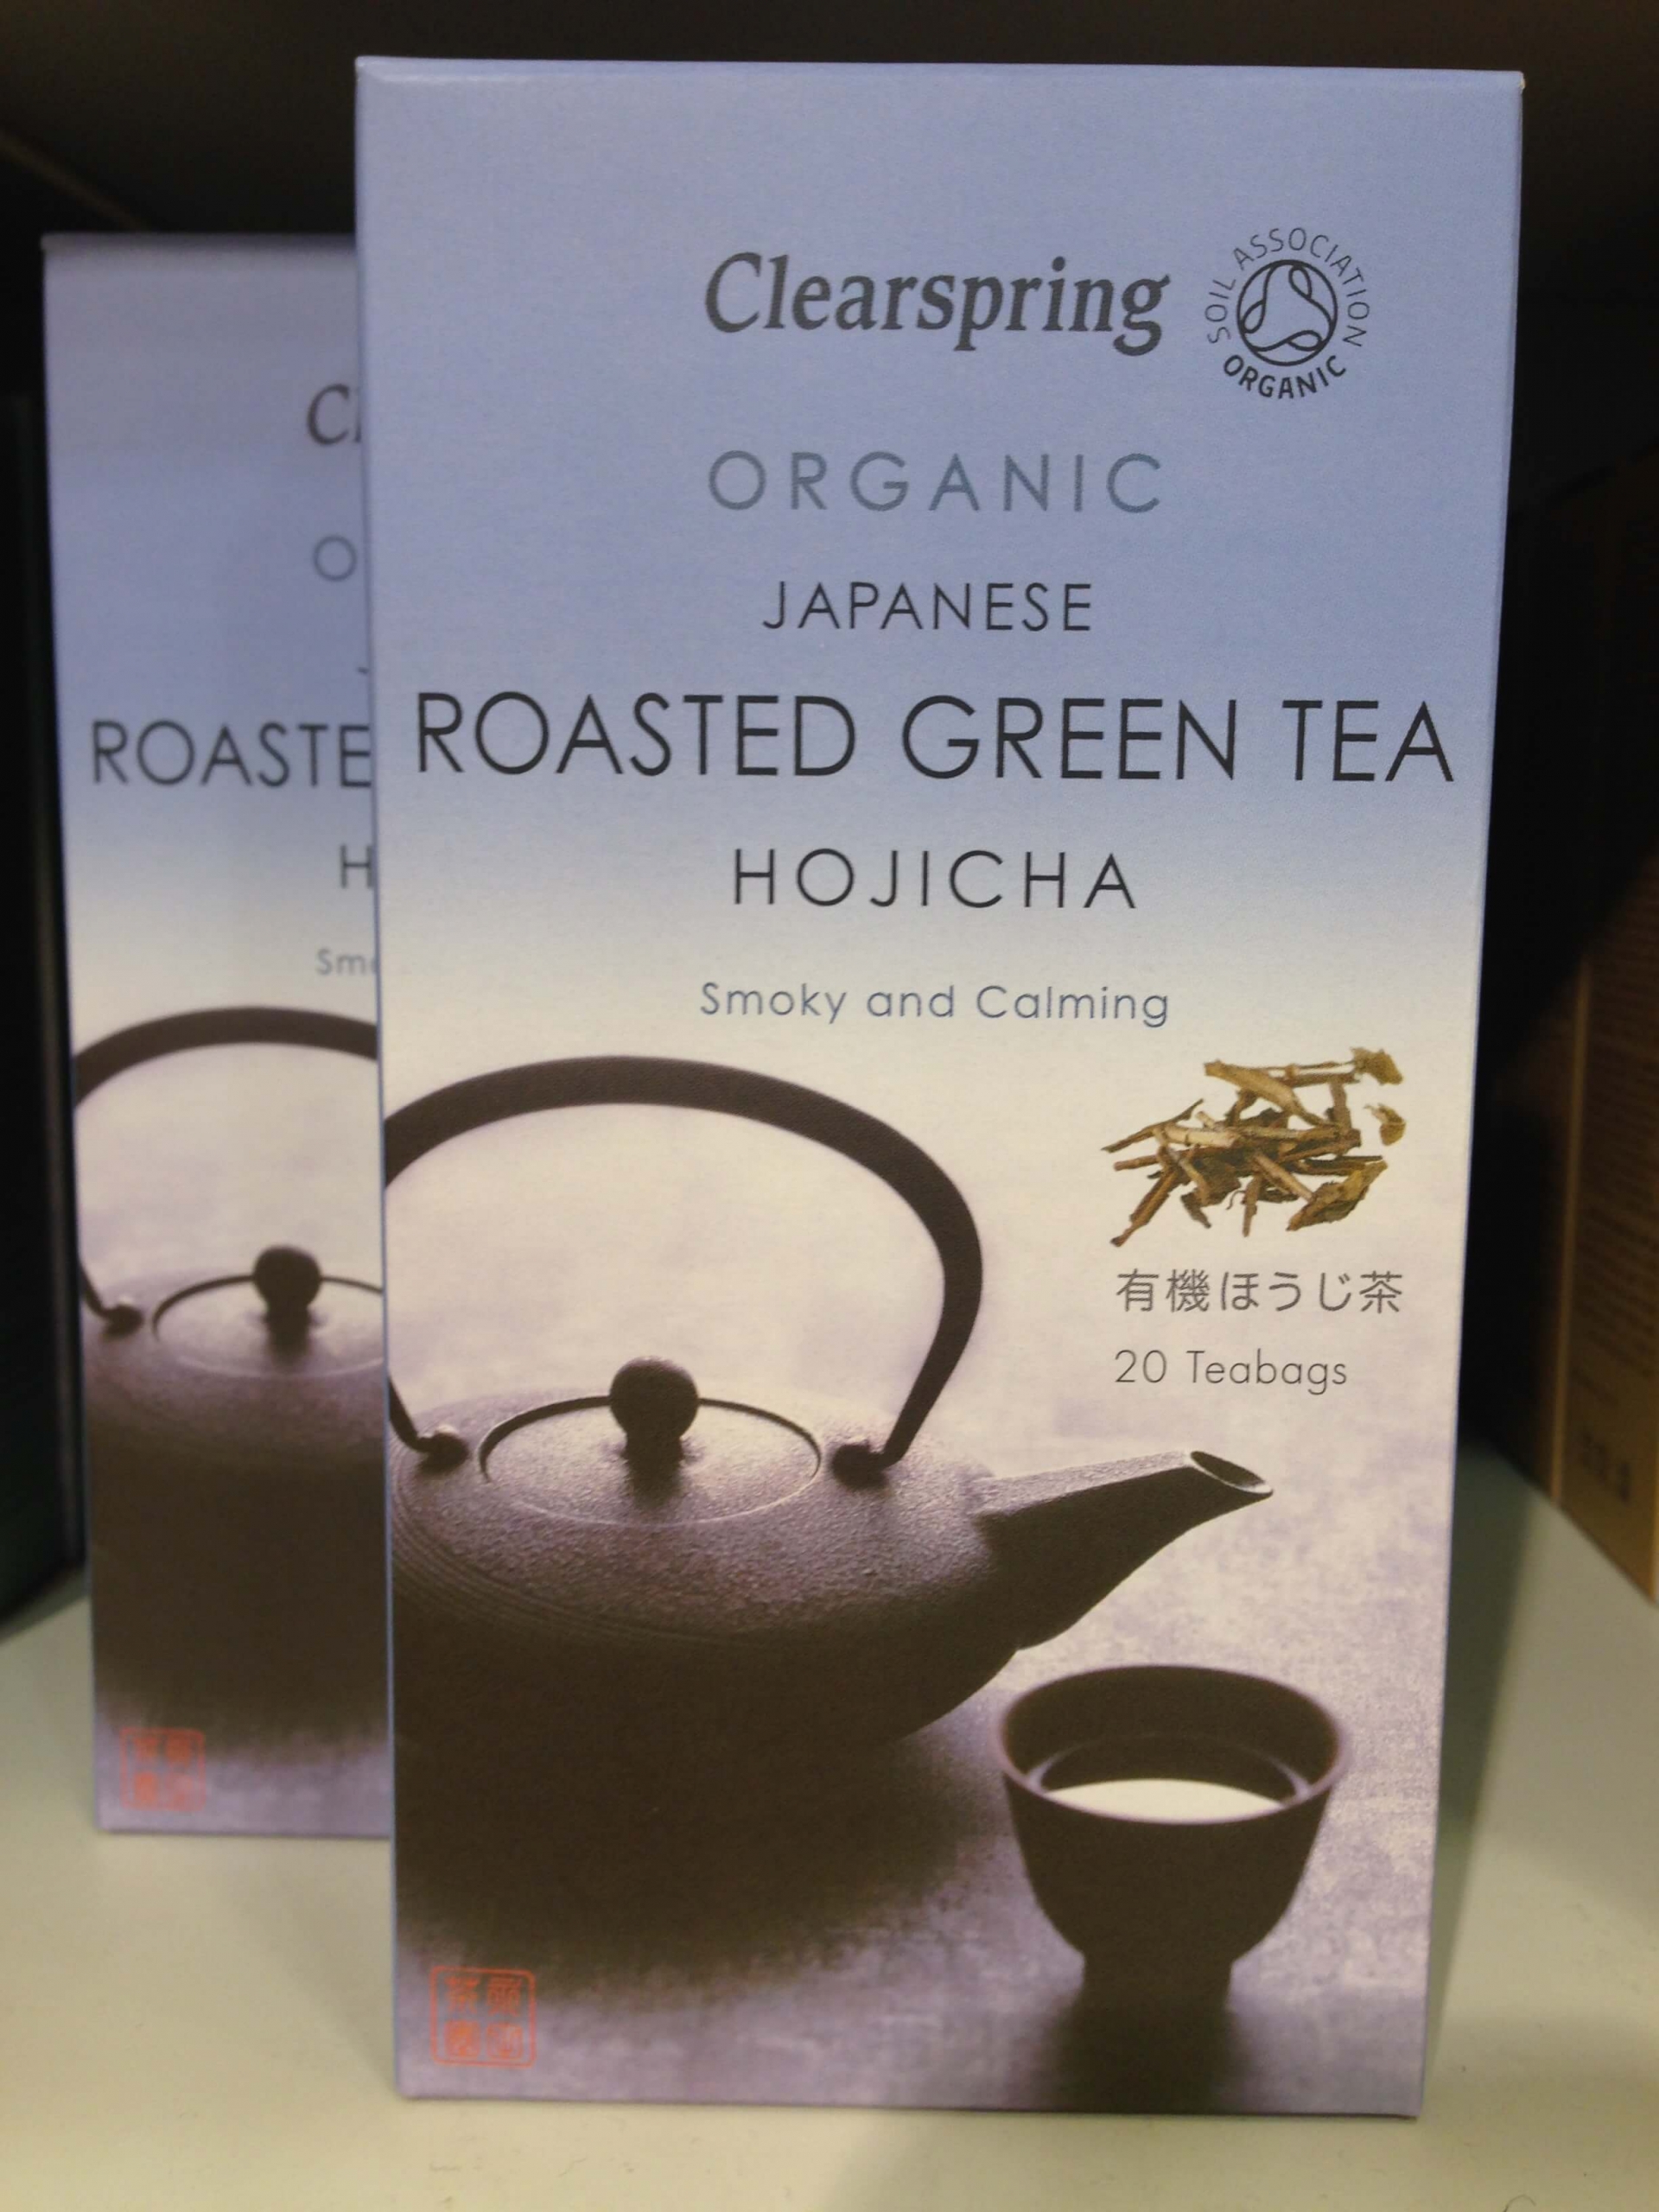 Clearspring
SOIL ASSOCIATION
ORGANIC
ORGANIC
JAPANESE
ROASTED GREEN TEA
HOJICHA
Smoky and Calming
有機ほうじ茶
20 Teabags